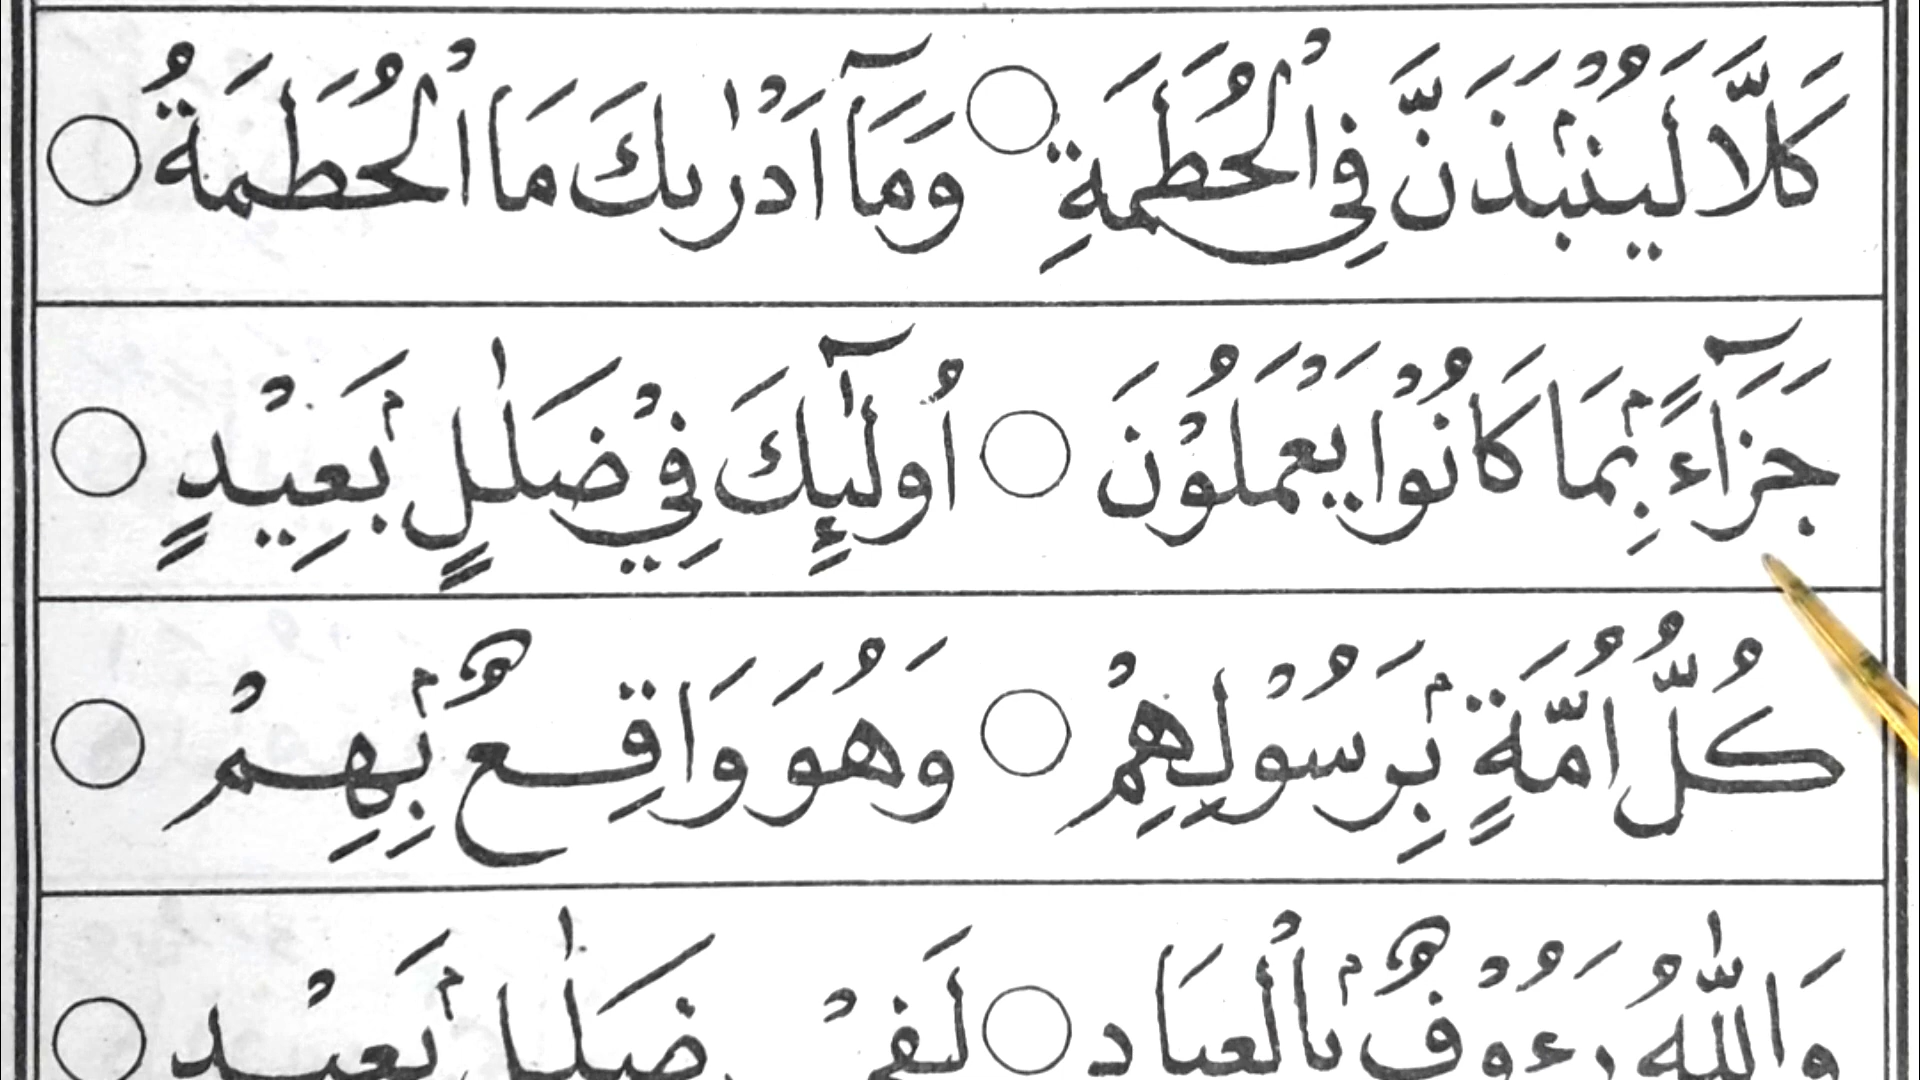 كَلَّا لَيُنْۢبَذَنَّ فِي الْحُطَمَةِ ○ وَمَآ اَدْرٰىكَ مَا الْحُطَمَةُ ○
جَزَآءًۢ بِمَا كَانُوْا يَعْمَلُوْنَ ○ اُولٰٓئِكَ فِيْ ضَلٰلٍۢ بَعِيْدٍ ○
كُلُّ اُمَّةٍۢ بِرَسُوْلِهِمْ ○ وَهُوَ وَاقِعٌۢ بِهِمْ ○
وَاللّٰهُ رَءُوْفٌۢ بِالْعِبَادِ ○ لَفِيْ ضَلٰلٍۢ بَعِيْدٍ ○